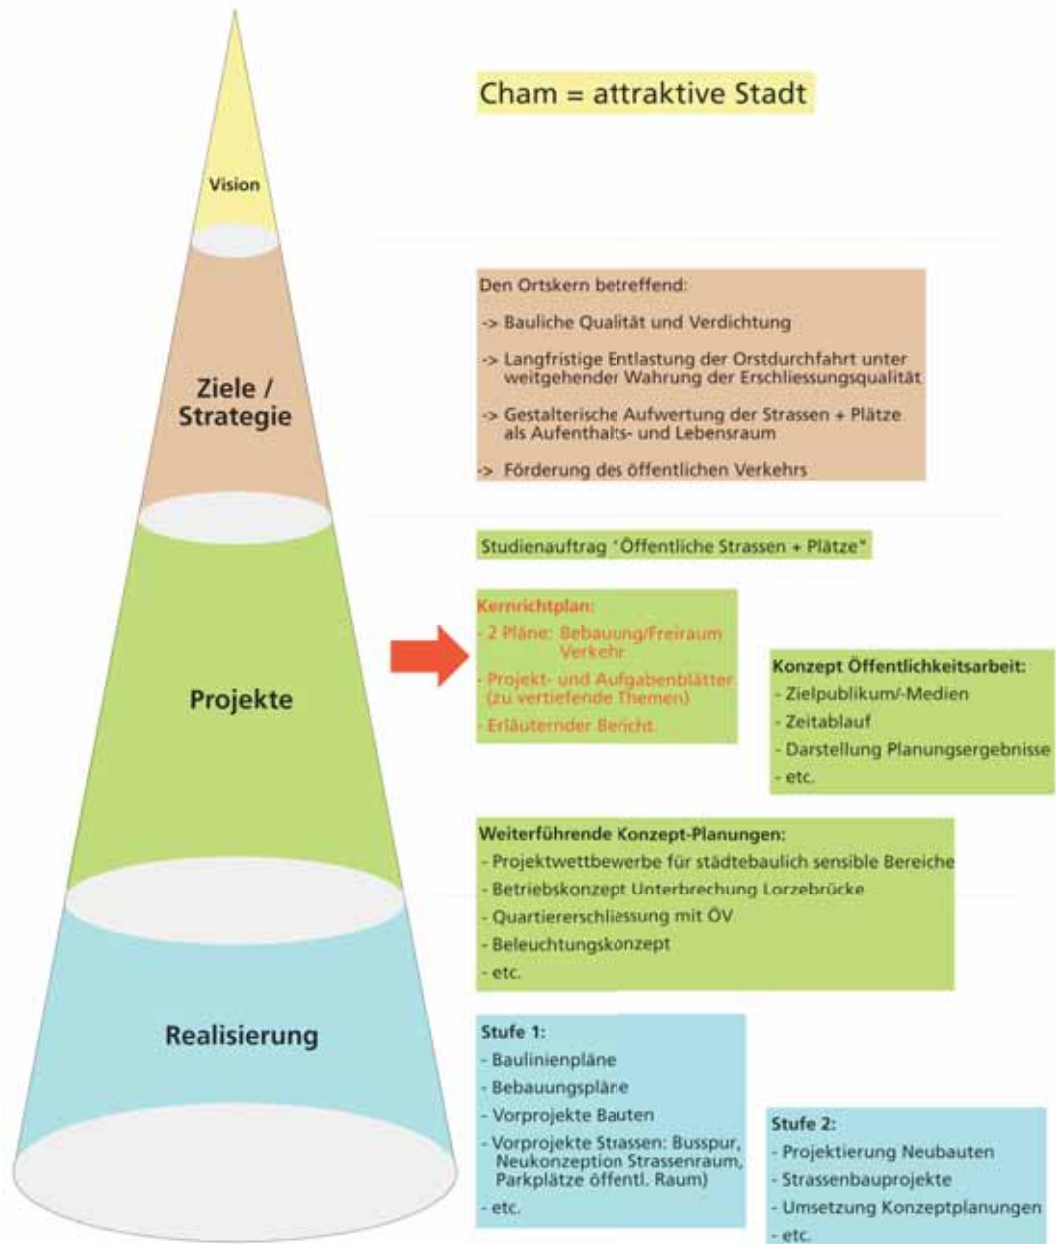 Cham = attraktive Stadt
Vision
Den Ortskern betreffend:
-> Bauliche Qualität und Verdichtung
-> Langfristige Entlastung der Orstdurchfahrt unter
weitgehender Wahrung der Erschliessungsqualität
-> Gestalterische Aufwertung der Strassen + Plätze
als Aufenthalts- und Lebensraum
-> Förderung des öffentlichen Verkehrs
Ziele /
Strategie
Studienauftrag "Öffentliche Strassen + Plätze"
Kernrichtplan:
- 2 Pläne: Bebauung/Freiraum
Verkehr
- Projekt- und Aufgabenblätter
(zu vertiefende Themen)
- Erläuternder Bericht
Konzept Öffentlichkeitsarbeit:
- Zielpublikum/-Medien
- Zeitablauf
- Darstellung Planungsergebnisse
- etc.
Projekte
Weiterführende Konzept-Planungen:
- Projektwettbewerbe für städtebaulich sensible Bereiche
- Betriebskonzept Unterbrechung Lorzebrücke
- Quartiererschliessung mit ÖV
- Beleuchtungskonzept
- etc.
Realisierung
Stufe 1:
- Baulinienpläne
- Bebauungspläne
- Vorprojekte Bauten
- Vorprojekte Strassen: Busspur,
Neukonzeption Strassenraum,
Parkplätze öffentl. Raum)
- etc.
Stufe 2:
- Projektierung Neubauten
- Strassenbauprojekte
- Umsetzung Konzeptplanungen
- etc.